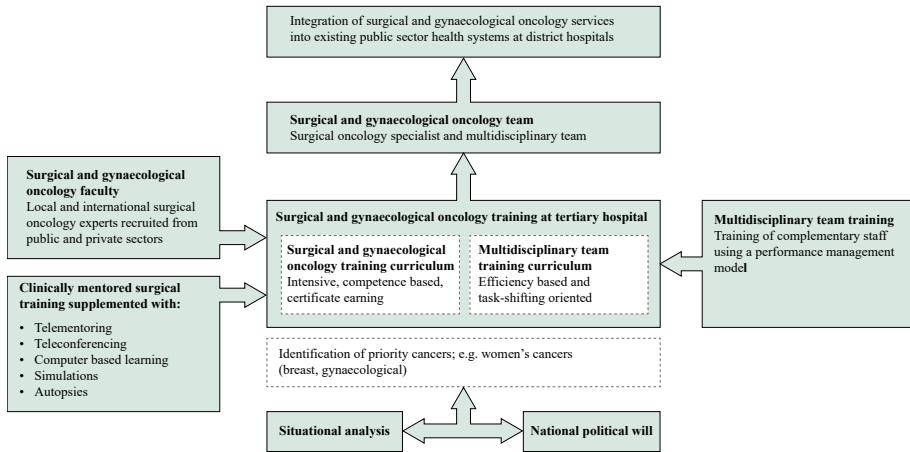 Integration of surgical and gynaecological oncology services
into existing public sector health systems at district hospitals
Surgical and gynaecological oncology team
Surgical oncology specialist and multidisciplinary team
Surgical and gynaecological
oncology faculty
Local and international surgical
oncology experts recruited from
public and private sectors
Clinically mentored surgical
training supplemented with:
• Telementoring
• Teleconferencing
• Computer based learning
• Simulations
• Autopsies
Surgical and gynaecological oncology training at tertiary hospital
Surgical and gynaecological
oncology training curriculum
Intensive, competence based,
certificate earning
Multidisciplinary team
training curriculum
Efficiency based and
task-shifting oriented
Multidisciplinary team training
Training of complementary staff
using a performance management
model
Identification of priority cancers; e.g. women's cancers
(breast, gynaecological)
Situational analysis
National political will